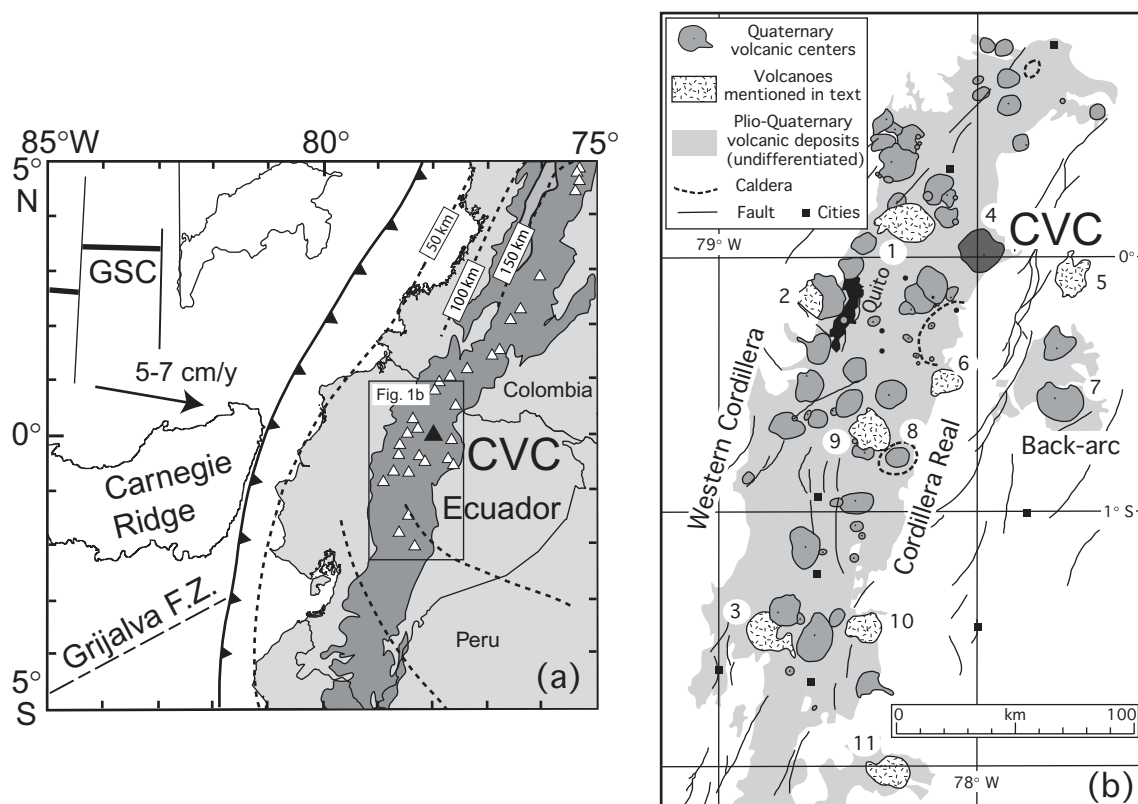 85°W
80°
75°
5°
N
GSC
50 km
100 km
150 km
5-7 cm/y
Colombia
Fig. 1b
0°
CVC
Carnegie
Ridge
Ecuador
Grijalva F.Z.
Peru
5°
S
(a)
Quaternary
volcanic centers
Volcanoes
mentioned in text
Plio-Quaternary
volcanic deposits
(undifferentiated)
Caldera
Fault
Cities
79° W
4
CVC
1
0°
2
Quito
5
6
7
Western Cordillera
8
9
Cordillera Real
Back-arc
1° S
3
10
0
km
100
11
78° W
(b)